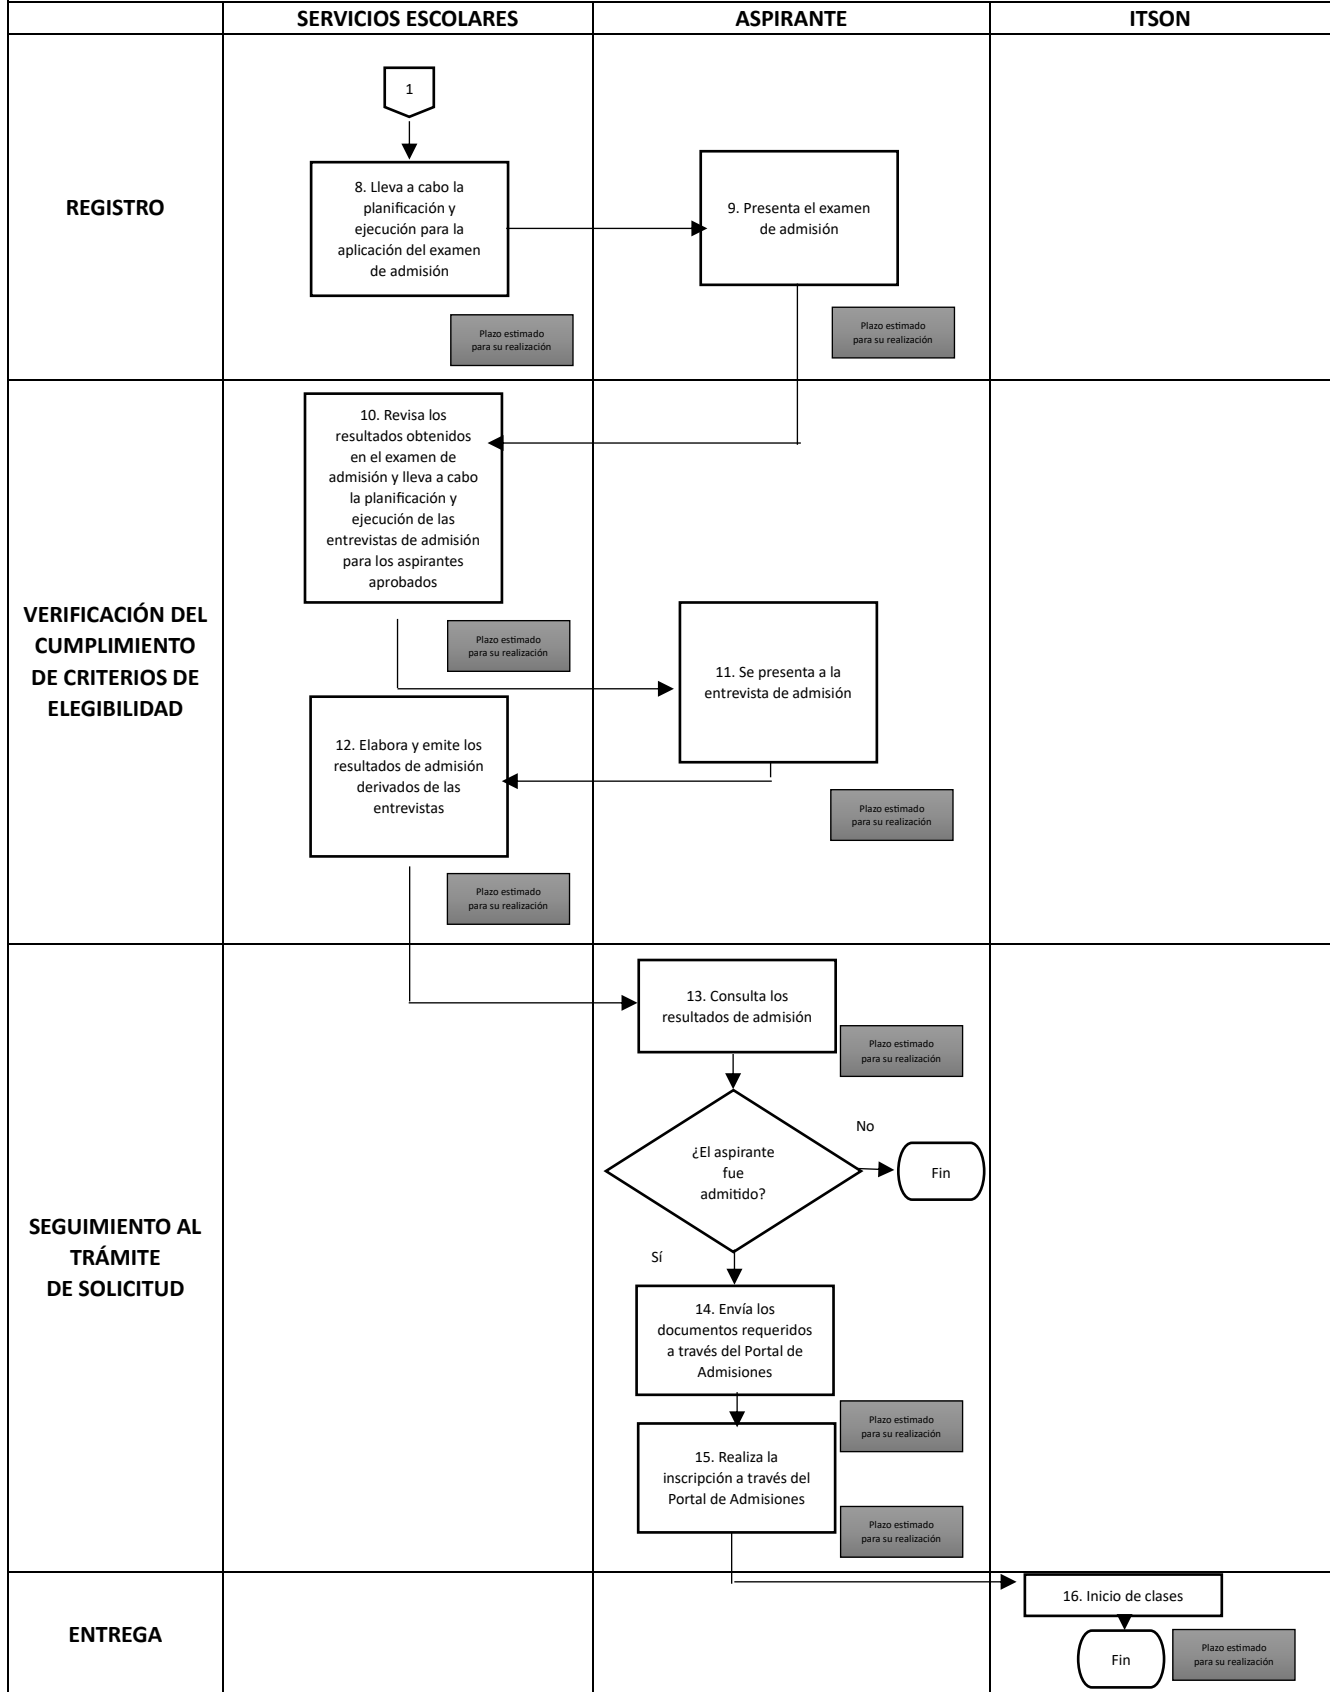 SERVICIOS ESCOLARES
ASPIRANTE
ITSON
REGISTRO
1
8. Lleva a cabo la
planificación y
ejecución para la
aplicación del examen
de admisión
Plazo estimado
para su realización
9. Presenta el examen
de admisión
Plazo estimado
para su realización
VERIFICACIÓN DEL
CUMPLIMIENTO
DE CRITERIOS DE
ELEGIBILIDAD
10. Revisa los
resultados obtenidos
en el examen de
admisión y lleva a cabo
la planificación y
ejecución de las
entrevistas de admisión
para los aspirantes
aprobados
Plazo estimado
para su realización
11. Se presenta a la
entrevista de admisión
Plazo estimado
para su realización
12. Elabora y emite los
resultados de admisión
derivados de las
entrevistas
Plazo estimado
para su realización
SEGUIMIENTO AL
TRÁMITE
DE SOLICITUD
13. Consulta los
resultados de admisión
Plazo estimado
para su realización
¿El aspirante
fue
admitido?
No
Fin
Sí
14. Envía los
documentos requeridos
a través del Portal de
Admisiones
Plazo estimado
para su realización
15. Realiza la
inscripción a través del
Portal de Admisiones
Plazo estimado
para su realización
ENTREGA
16. Inicio de clases
Fin
Plazo estimado
para su realización